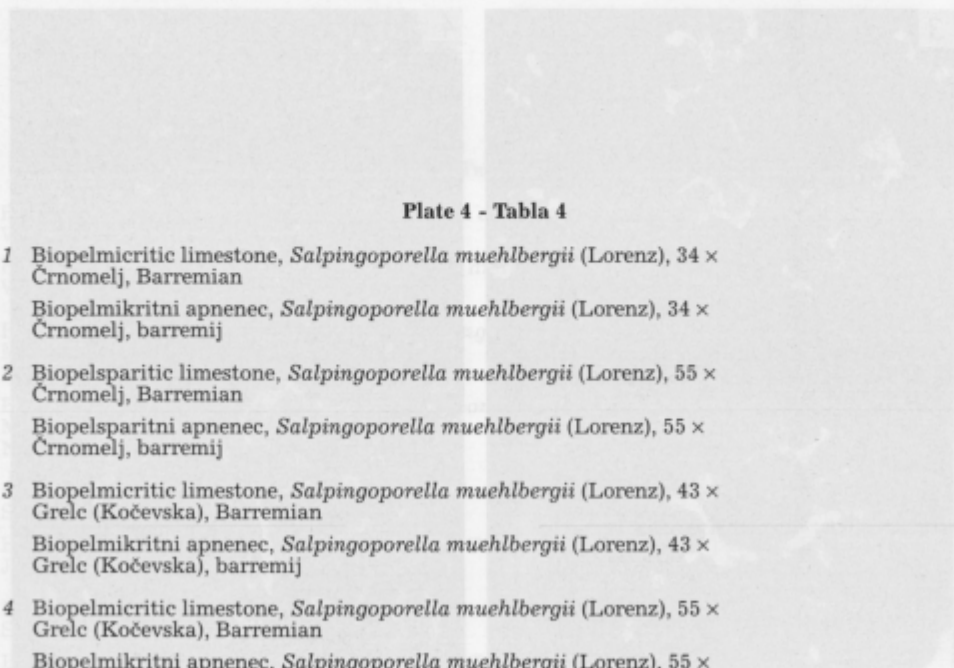 Plate 4 - Tabla 4
1 Biopelmicritic limestone, Salpingoporella muehlbergii (Lorenz), 34 ×
Črnomelj, Barremian
Biopelmikritni apnenec, Salpingoporella muehlbergii (Lorenz), 34 ×
Črnomelj, barremij
2 Biopelsparitic limestone, Salpingoporella muehlbergii (Lorenz), 55 ×
Črnomelj, Barremian
Biopelsparitni apnenec, Salpingoporella muehlbergii (Lorenz), 55 ×
Črnomelj, barremij
3 Biopelmicritic limestone, Salpingoporella muehlbergii (Lorenz), 43 ×
Grelc (Kočevska), Barremian
Biopelmikritni apnenec, Salpingoporella muehlbergii (Lorenz), 43 ×
Grelc (Kočevska), barremij
4 Biopelmicritic limestone, Salpingoporella muehlbergii (Lorenz), 55 ×
Grelc (Kočevska), Barremian
Biopelmikritni apnenec, Salpingoporella muehlbergii (Lorenz), 55 ×